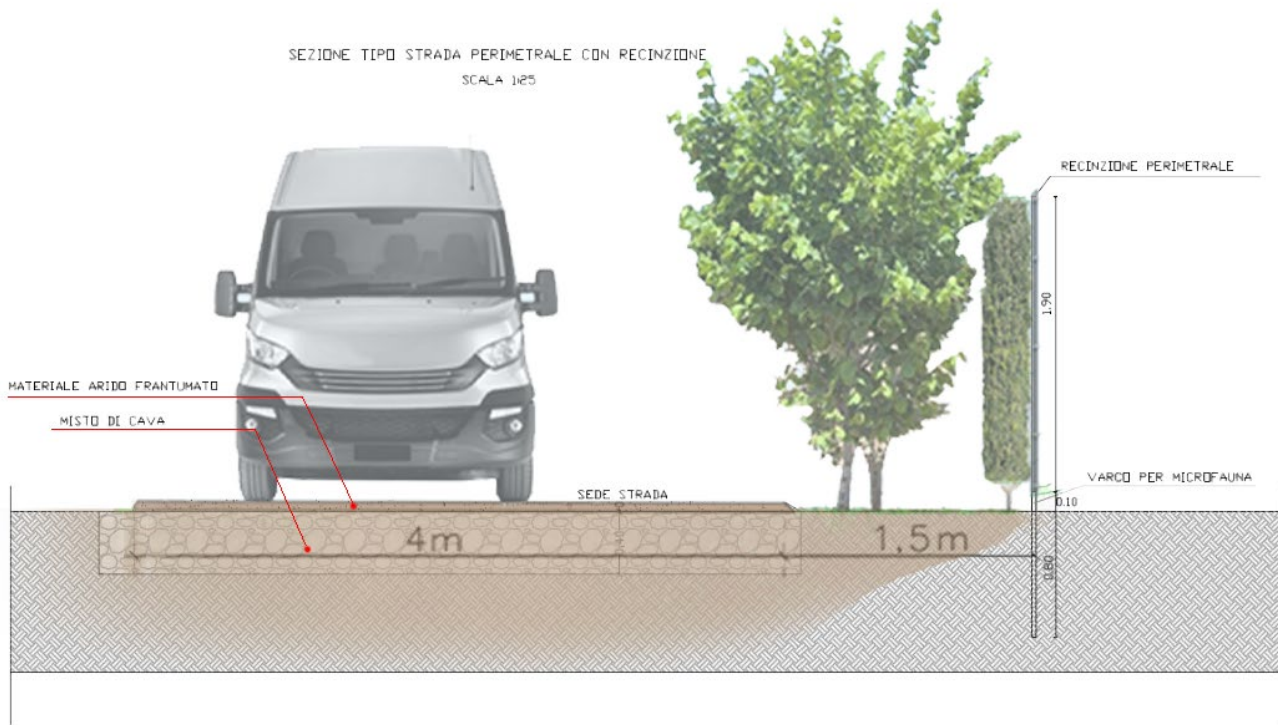 SEZIONE TIPO STRADA PERIMETRALE CON RECINZIONE
SCALA 1:25
RECINZIONE PERIMETRALE
1.90
MATERIALE ARIDO FRANTUMATO
MISTO DI CAVA
VARCO PER MICROFAUNA
SEDE STRADA
0.10
4m
1,5m
0.80